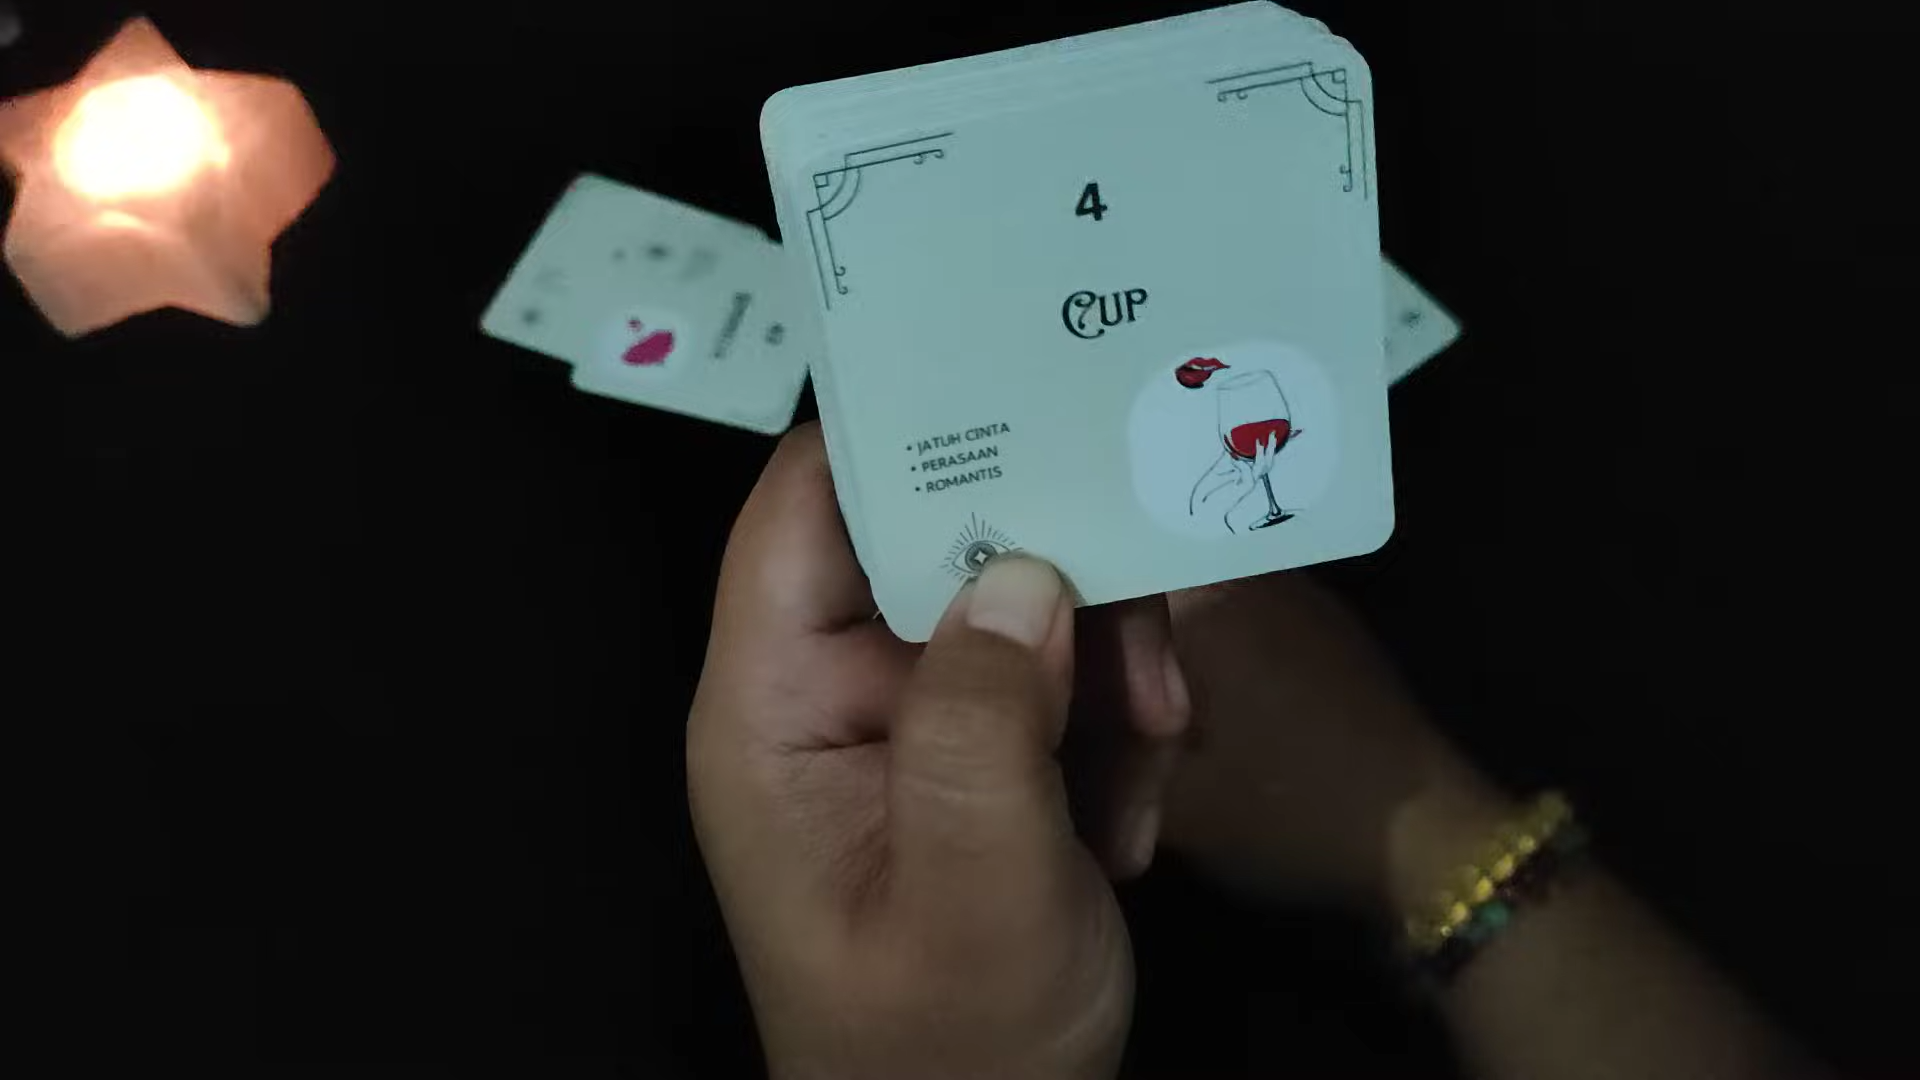 4
CUP
• JATUH CINTA
• PERASAAN
• ROMANTIS